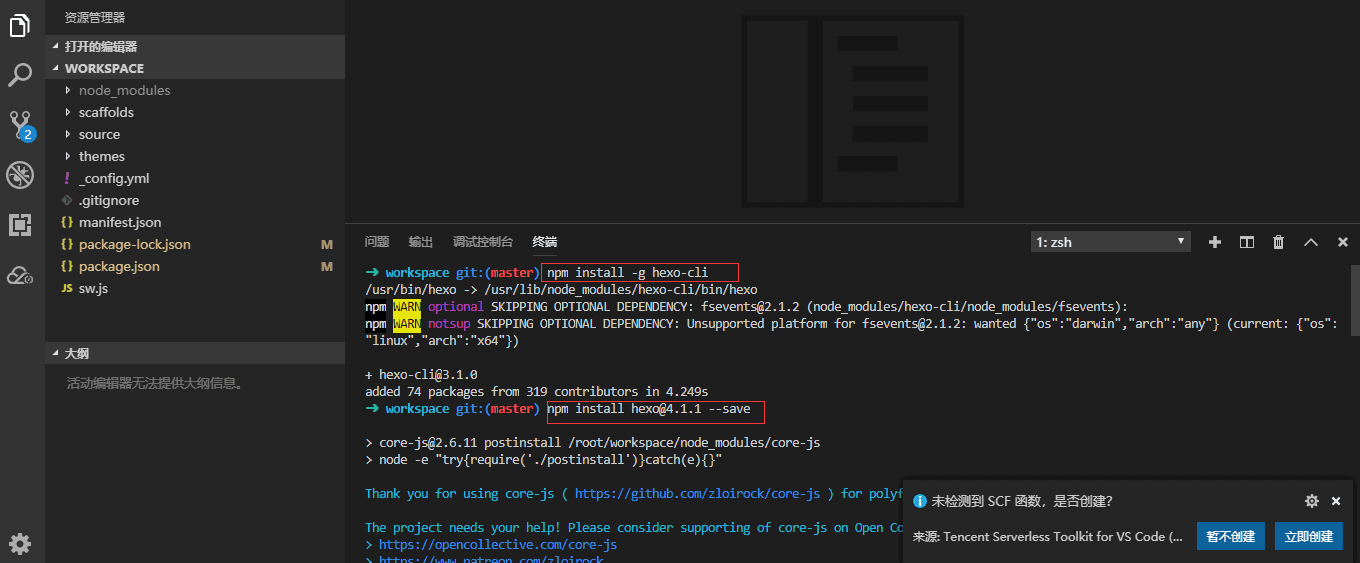 资源管理器
打开的编辑器
WORKSPACE
node_modules
scaffolds
source
themes
! _config.yml
.gitignore
{} manifest.json
{} package-lock.json M
{} package.json M
JS sw.js
大纲
活动编辑器无法提供大纲信息。
2
问题 输出 调试控制台 终端
1: zsh
➜ workspace git:(master) npm install -g hexo-cli
/usr/bin/hexo -> /usr/lib/node_modules/hexo-cli/bin/hexo
npm WARN optional SKIPPING OPTIONAL DEPENDENCY: fsevents@2.1.2 (node_modules/hexo-cli/node_modules/fsevents):
npm WARN notsup SKIPPING OPTIONAL DEPENDENCY: Unsupported platform for fsevents@2.1.2: wanted {"os":"darwin","arch":"any"} (current: {"os":
"linux","arch":"x64"})
+ hexo-cli@3.1.0
added 74 packages from 319 contributors in 4.249s
➜ workspace git:(master) npm install hexo@4.1.1 --save
> core-js@2.6.11 postinstall /root/workspace/node_modules/core-js
> node -e "try{require('./postinstall')}catch(e){}"
Thank you for using core-js ( https://github.com/zloirock/core-js ) for polyf
The project needs your help! Please consider supporting of core-js on Open Co
> https://opencollective.com/core-js
> https://www.patreon.com/zloirock
未检测到 SCF 函数，是否创建?
来源: Tencent Serverless Toolkit for VS Code (...
暂不创建 立即创建